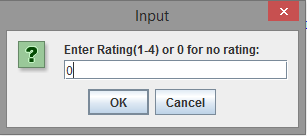 Input
Enter Rating(1-4) or 0 for no rating:
0
OK
Cancel